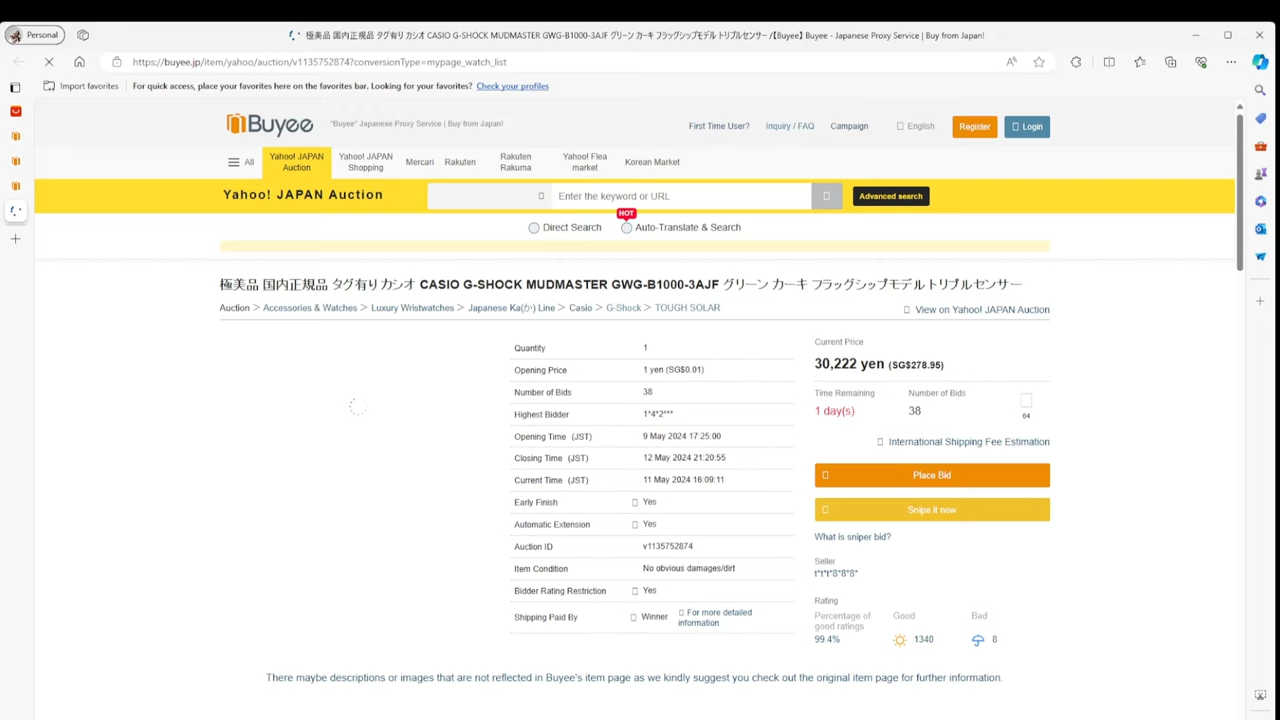 Personal
極美品 国内正規品 タグ有り カシオ CASIO G-SHOCK MUDMASTER GWG-B1000-3AJF グリーン カーキ フラッグシップモデル トリプルセンサー /【Buyee】 Buyee - Japanese Proxy Service | Buy from Japan!
https://buyee.jp/item/yahoo/auction/v1135752874?conversionType=mypage_watch_list
Import favorites
For quick access, place your favorites here on the favorites bar. Looking for your favorites? Check your profiles
Buyee
"Buyee" Japanese Proxy Service | Buy from Japan!
First Time User?
Inquiry / FAQ
Campaign
English
Register
Login
All
Yahoo! JAPAN Auction
Yahoo! JAPAN Shopping
Mercari
Rakuten
Rakuten Rakuma
Yahoo! Flea market
Korean Market
Yahoo! JAPAN Auction
Enter the keyword or URL
Advanced search
HOT
Direct Search
Auto-Translate & Search
極美品 国内正規品 タグ有り カシオ CASIO G-SHOCK MUDMASTER GWG-B1000-3AJF グリーン カーキ フラッグシップモデル トリプルセンサー
Auction > Accessories & Watches > Luxury Wristwatches > Japanese Ka(か) Line > Casio > G-Shock > TOUGH SOLAR
View on Yahoo! JAPAN Auction
Quantity 1
Opening Price 1 yen (SG$0.01)
Number of Bids 38
Highest Bidder 1*4*2***
Opening Time (JST) 9 May 2024 17:25:00
Closing Time (JST) 12 May 2024 21:20:55
Current Time (JST) 11 May 2024 16:09:11
Early Finish Yes
Automatic Extension Yes
Auction ID v1135752874
Item Condition No obvious damages/dirt
Bidder Rating Restriction Yes
Shipping Paid By Winner For more detailed information
Current Price
30,222 yen (SG$278.95)
Time Remaining
1 day(s)
Number of Bids
38
64
International Shipping Fee Estimation
Place Bid
Snipe it now
What is sniper bid?
Seller
t*t*t*8*8*8*
Rating
Percentage of good ratings
99.4%
Good
1340
Bad
8
There maybe descriptions or images that are not reflected in Buyee's item page as we kindly suggest you check out the original item page for further information.